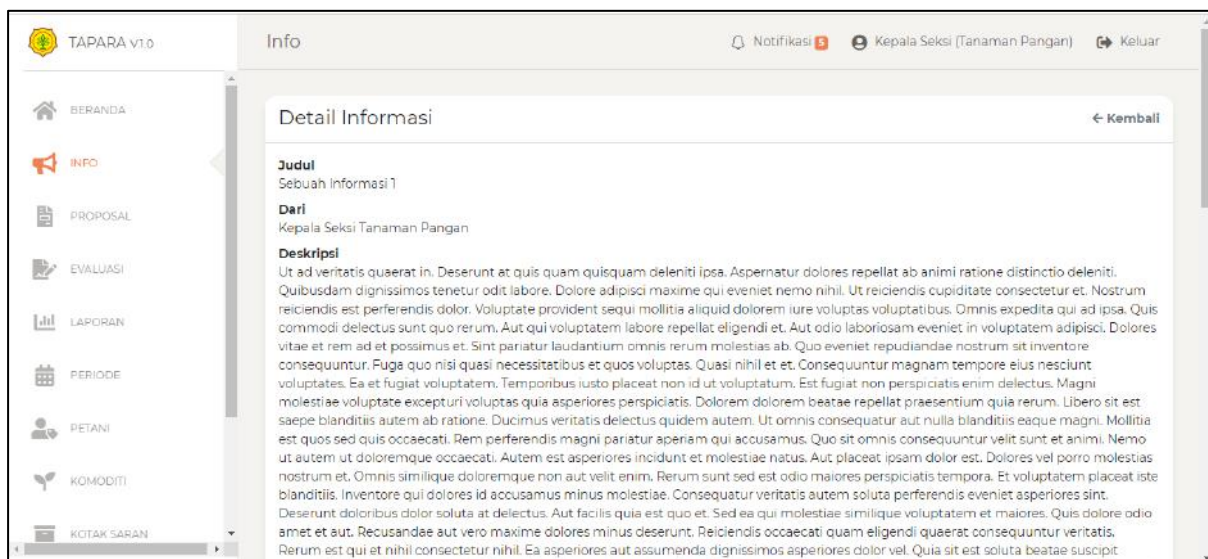 TAPARA V1.0
Info
Notifikasi 5
Kepala Seksi (Tanaman Pangan)
Keluar
BERANDA
INFO
PROPOSAL
EVALUASI
LAPORAN
PERIODE
PETANI
KOMODITI
KOTAK SARAN
Detail Informasi
← Kembali
Judul
Sebuah Informasi 1
Dari
Kepala Seksi Tanaman Pangan
Deskripsi
Ut ad veritatis quaerat in. Deserunt at quis quam quisquam deleniti ipsa. Aspernatur dolores repellat ab animi ratione distinctio deleniti.
Quibusdam dignissimos tenetur odit labore. Dolore adipisci maxime qui eveniet nemo nihil. Ut reiciendis cupiditate consectetur et. Nostrum
reiciendis est perferendis dolor. Voluptate provident sequi mollitia aliquid dolorem iure voluptas voluptatibus. Omnis expedita qui ad ipsa. Quis
commodi delectus sunt quo rerum. Aut qui voluptatem labore repellat eligendi et. Aut odio laboriosam eveniet in voluptatem adipisci. Dolores
vitae et rem ad et possimus et. Sint pariatur laudantium omnis rerum molestias ab. Quo eveniet repudiandae nostrum sit inventore
consequuntur. Fuga quo nisi quasi necessitatibus et quos voluptas. Quasi nihil et et. Consequuntur magnam tempore eius nesciunt
voluptates. Ea et fugiat voluptatem. Temporibus iusto placeat non id ut voluptatum. Est fugiat non perspiciatis enim delectus. Magni
molestiae voluptate excepturi voluptas quia asperiores perspiciatis. Dolorem dolorem beatae repellat praesentium quia rerum. Libero sit est
saepe blanditiis autem ab ratione. Ducimus veritatis delectus quidem autem. Ut omnis consequatur aut nulla blanditiis eaque magni. Mollitia
est quos sed quis occaecati. Rem perferendis magni pariatur aperiam qui accusamus. Quo sit omnis consequuntur velit sunt et animi. Nemo
ut autem ut doloremque occaecati. Autem est asperiores incidunt et molestiae natus. Aut placeat ipsam dolor est. Dolores vel porro molestias
nostrum et. Omnis similique doloremque non aut velit enim. Rerum sunt sed est odio maiores perspiciatis tempora. Et voluptatem placeat iste
blanditiis. Inventore qui dolores id accusamus minus molestiae. Consequatur veritatis autem soluta perferendis eveniet asperiores sint.
Deserunt doloribus dolor soluta at delectus. Aut facilis quia est quo et. Sed ea qui molestiae similique voluptatem et maiores. Quis dolore odio
amet et aut. Recusandae aut vero maxime dolores minus deserunt. Reiciendis occaecati quam eligendi quaerat consequuntur veritatis.
Rerum est qui et nihil consectetur nihil. Ea asperiores aut assumenda dignissimos asperiores dolor vel. Quia sit est soluta beatae suscipit